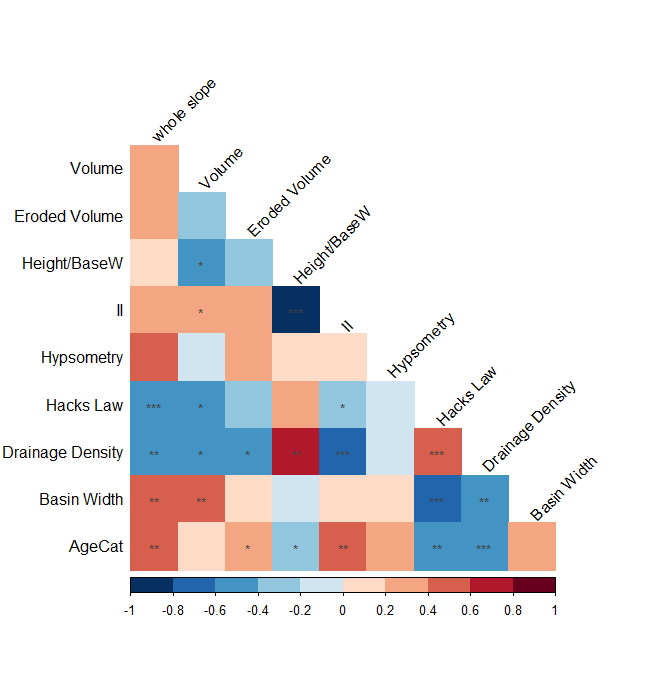 whole slope
Volume
Volume
Eroded Volume
Eroded Volume
Height/BaseW
Height/BaseW
*
II
*
***
II
Hypsometry
Hypsometry
Hacks Law
***
*
*
Hacks Law
Drainage Density
**
*
*
**
***
***
Drainage Density
Basin Width
**
**
***
**
Basin Width
AgeCat
**
*
*
**
**
***
-1 -0.8 -0.6 -0.4 -0.2 0 0.2 0.4 0.6 0.8 1